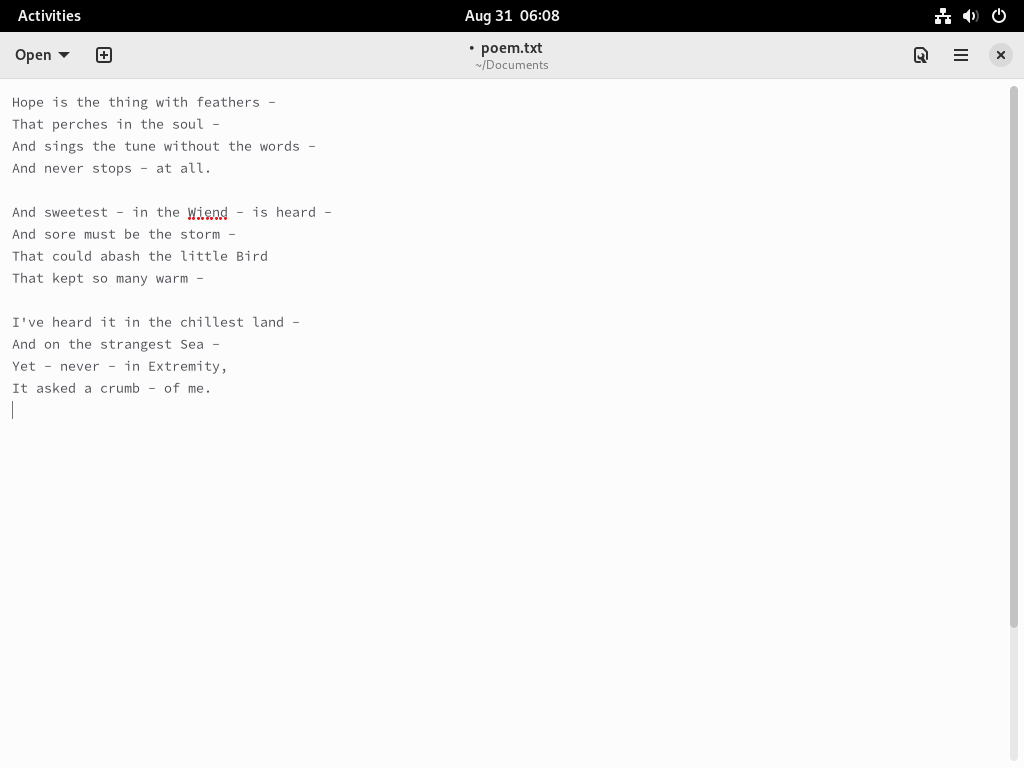 Activities
Aug 31 06:08
Open
• poem.txt
~/Documents
Hope is the thing with feathers –
That perches in the soul –
And sings the tune without the words –
And never stops – at all.
And sweetest – in the Wiend – is heard –
And sore must be the storm –
That could abash the little Bird
That kept so many warm –
I've heard it in the chillest land –
And on the strangest Sea –
Yet – never – in Extremity,
It asked a crumb – of me.